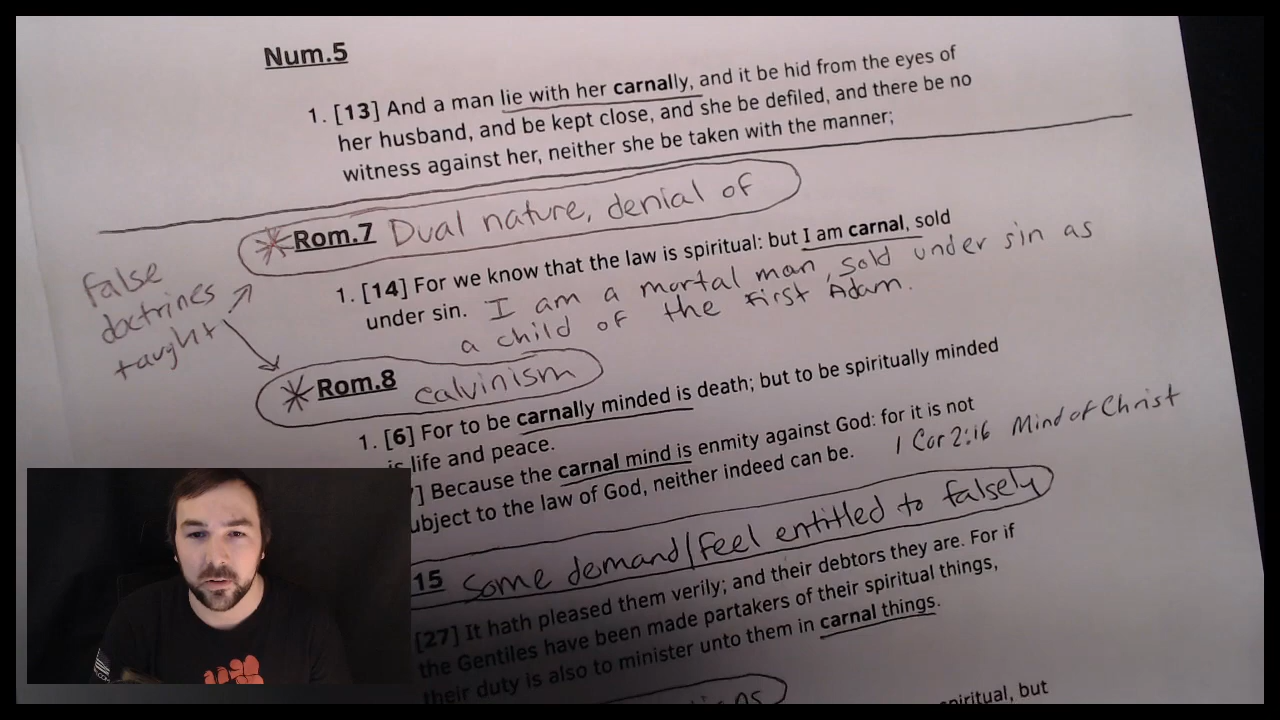 Num.5
1. [13] And a man lie with her carnally, and it be hid from the eyes of
her husband, and be kept close, and she be defiled, and there be no
witness against her, neither she be taken with the manner;
*Rom.7 Dual nature, denial of
1. [14] For we know that the law is spiritual: but I am carnal, sold
under sin. I am a mortal man, sold under sin as
a child of the first Adam.
false
doctrines
taught
*Rom.8 calvinism
1. [6] For to be carnally minded is death; but to be spiritually minded
is life and peace.
] Because the carnal mind is enmity against God: for it is not
ubject to the law of God, neither indeed can be. 1 Cor 2:16 Mind of Christ
15 Some demand/feel entitled to falsely
[27] It hath pleased them verily; and their debtors they are. For if
the Gentiles have been made partakers of their spiritual things,
their duty is also to minister unto them in carnal things.
spiritual, but